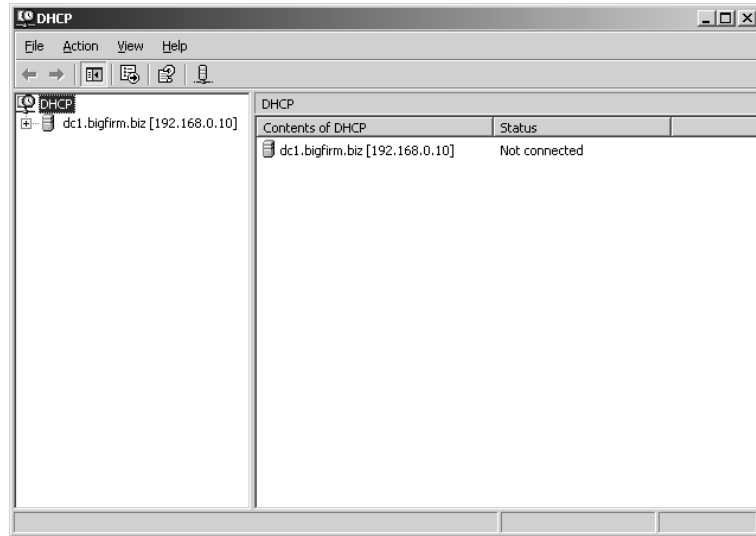 DHCP
File Action View Help
DHCP
dc1.bigfirm.biz [192.168.0.10]
DHCP
Contents of DHCP Status
dc1.bigfirm.biz [192.168.0.10] Not connected